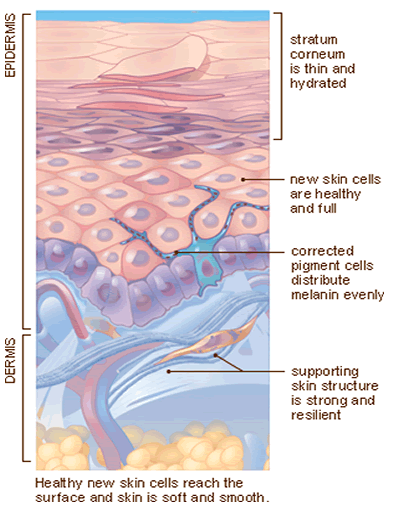 EPIDERMIS
stratum
corneum
is thin and
hydrated
new skin cells
are healthy
and full
corrected
pigment cells
distribute
melanin evenly
DERMIS
supporting
skin structure
is strong and
resilient
Healthy new skin cells reach the
surface and skin is soft and smooth.